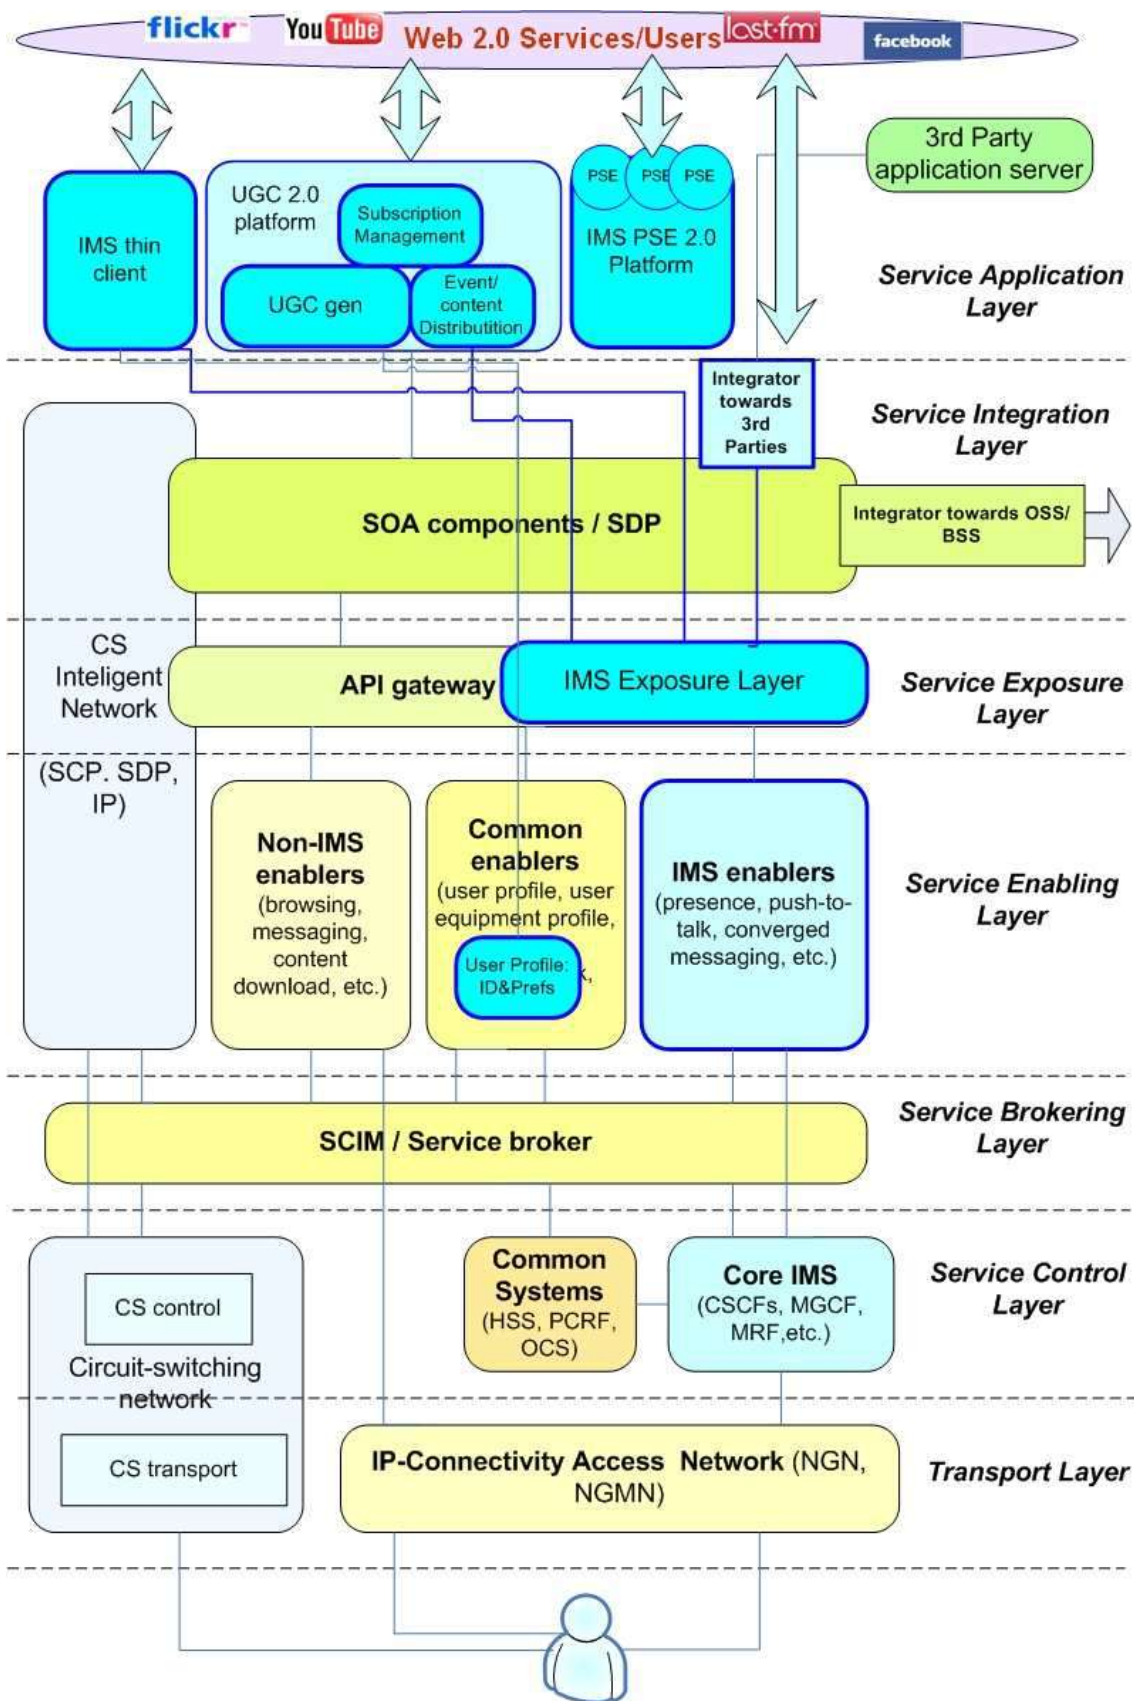 flickr
You Tube
Web 2.0 Services/Users
last.fm
facebook
3rd Party
application server
IMS thin
client
UGC 2.0
platform
Subscription
Management
UGC gen
Event/
content
Distributition
PSE
PSE
PSE
IMS PSE 2.0
Platform
Service Application
Layer
Integrator
towards
3rd
Parties
Service Integration
Layer
SOA components / SDP
Integrator towards OSS/
BSS
CS
Inteligent
Network
(SCP. SDP,
IP)
API gateway
IMS Exposure Layer
Service Exposure
Layer
Non-IMS
enablers
(browsing,
messaging,
content
download, etc.)
Common
enablers
(user profile, user
equipment profile,
User Profile:
ID&Prefs
IMS enablers
(presence, push-to-
talk, converged
messaging, etc.)
Service Enabling
Layer
SCIM / Service broker
Service Brokering
Layer
CS control
Circuit-switching
network
CS transport
Common
Systems
(HSS, PCRF,
OCS)
Core IMS
(CSCFs, MGCF,
MRF,etc.)
Service Control
Layer
IP-Connectivity Access Network (NGN,
NGMN)
Transport Layer